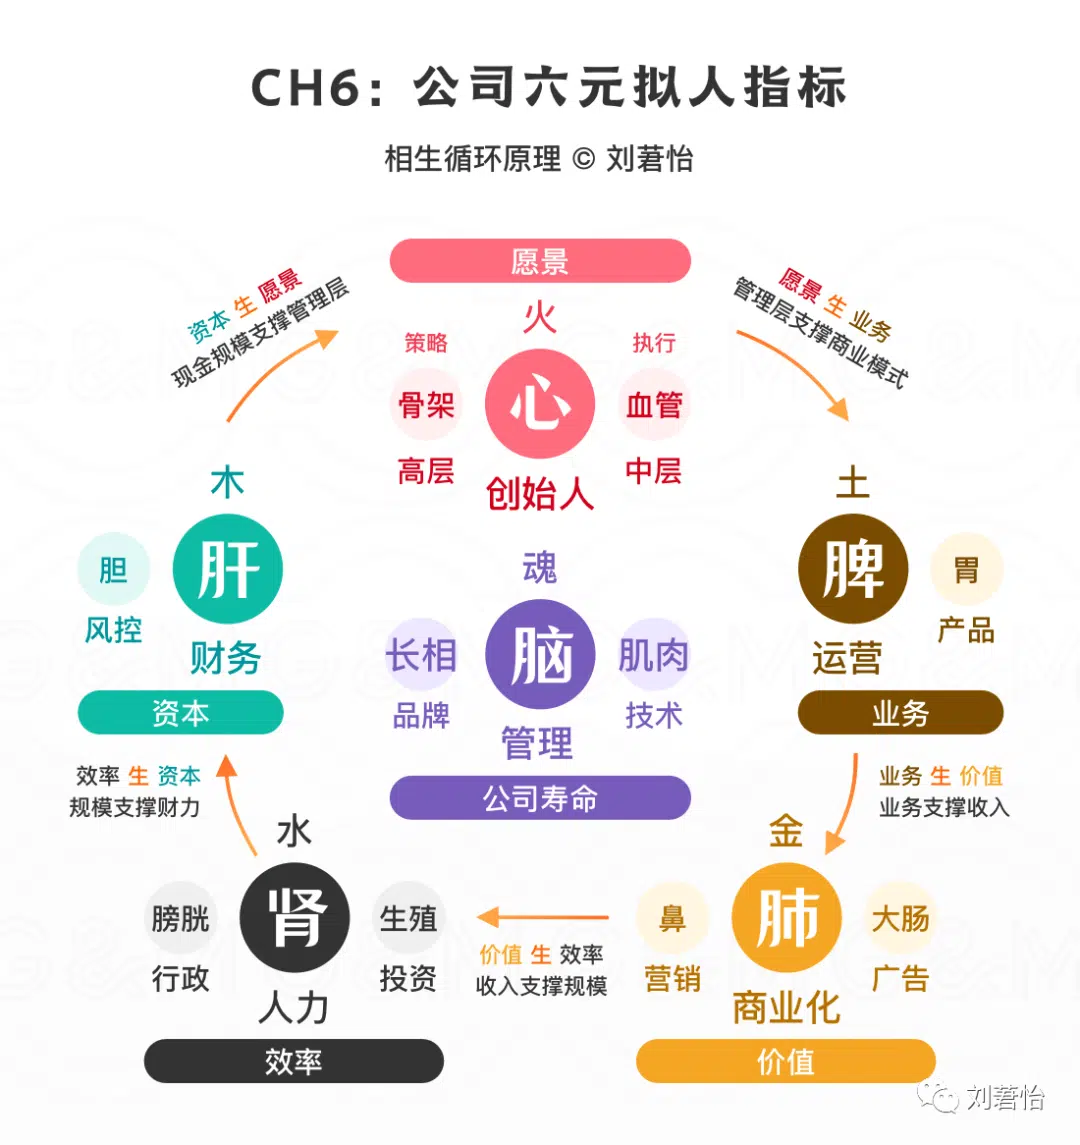 CH6：公司六元拟人指标
相生循环原理 © 刘莙怡
愿景
资本 生 愿景
现金规模支撑管理层
愿景 生 业务
管理层支撑商业模式
火
策略
执行
骨架
心
血管
高层
创始人
中层
木
胆
肝
风控
财务
资本
魂
长相
脑
肌肉
品牌
管理
技术
公司寿命
土
脾
胃
运营
产品
业务
效率 生 资本
规模支撑财力
业务 生 价值
业务支撑收入
水
膀胱
肾
生殖
行政
人力
投资
效率
价值 生 效率
收入支撑规模
金
鼻
肺
大肠
营销
商业化
广告
价值
刘莙怡